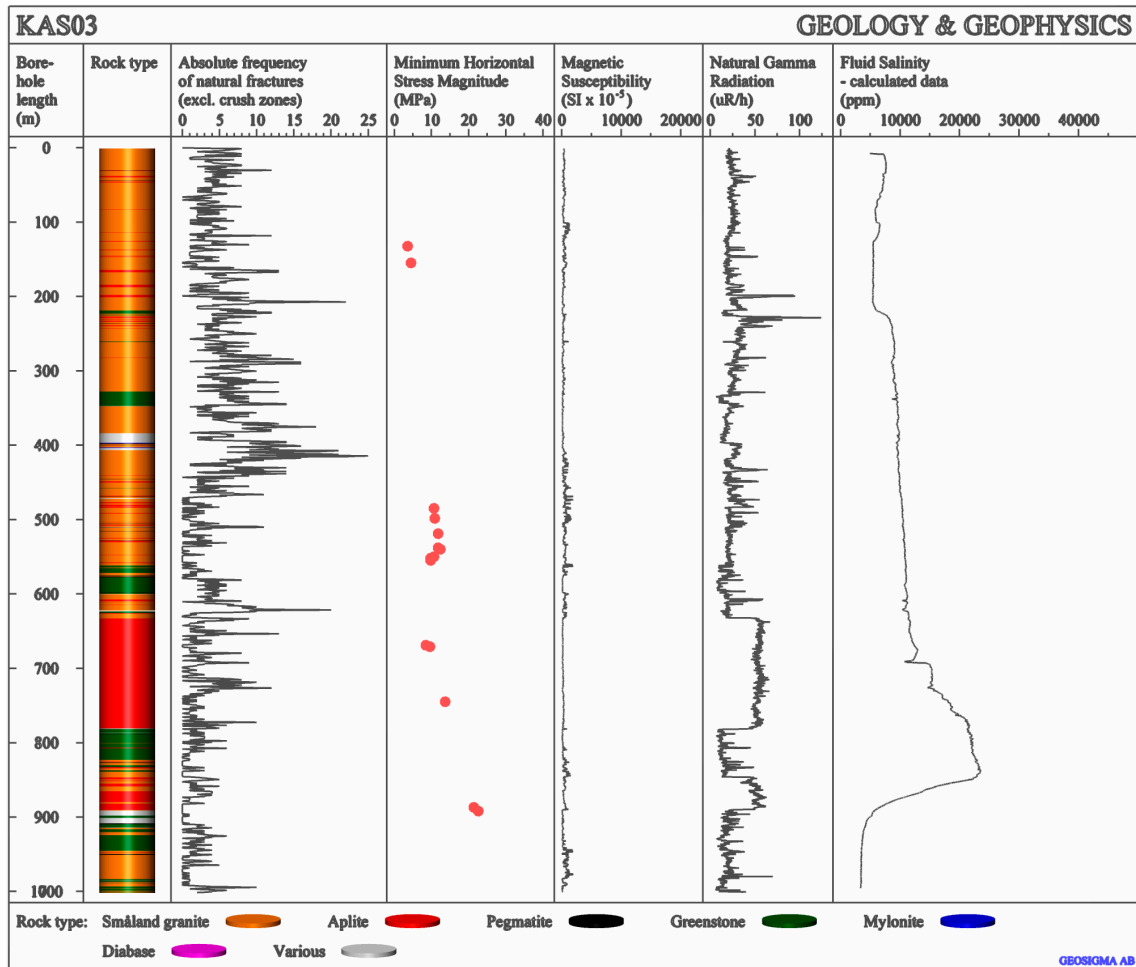 KAS03 GEOLOGY & GEOPHYSICS
Bore-
hole
length
(m)
Rock type
Absolute frequency
of natural fractures
(excl. crush zones)
Minimum Horizontal
Stress Magnitude
(MPa)
Magnetic
Susceptibility
(SI x 10⁻⁵)
Natural Gamma
Radiation
(uR/h)
Fluid Salinity
- calculated data
(ppm)
0 5 10 15 20 25
0 10 20 30 40
0 10000 20000
0 50 100
0 10000 20000 30000 40000
0
100
200
300
400
500
600
700
800
900
Rock type: Småland granite Aplite Pegmatite Greenstone Mylonite
Diabase Various
GEOSIGMA AB